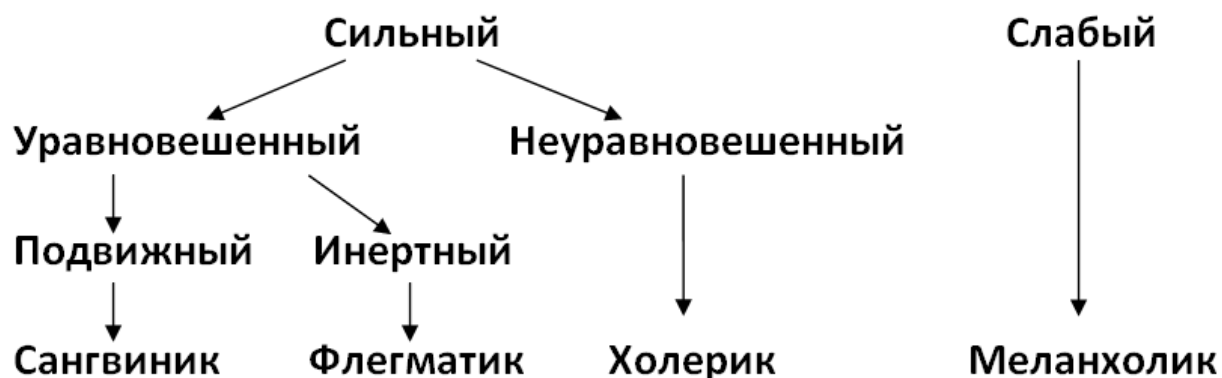 Сильный Слабый
Уравновешенный Неуравновешенный
Подвижный Инертный
Сангвиник Флегматик Холерик Меланхолик